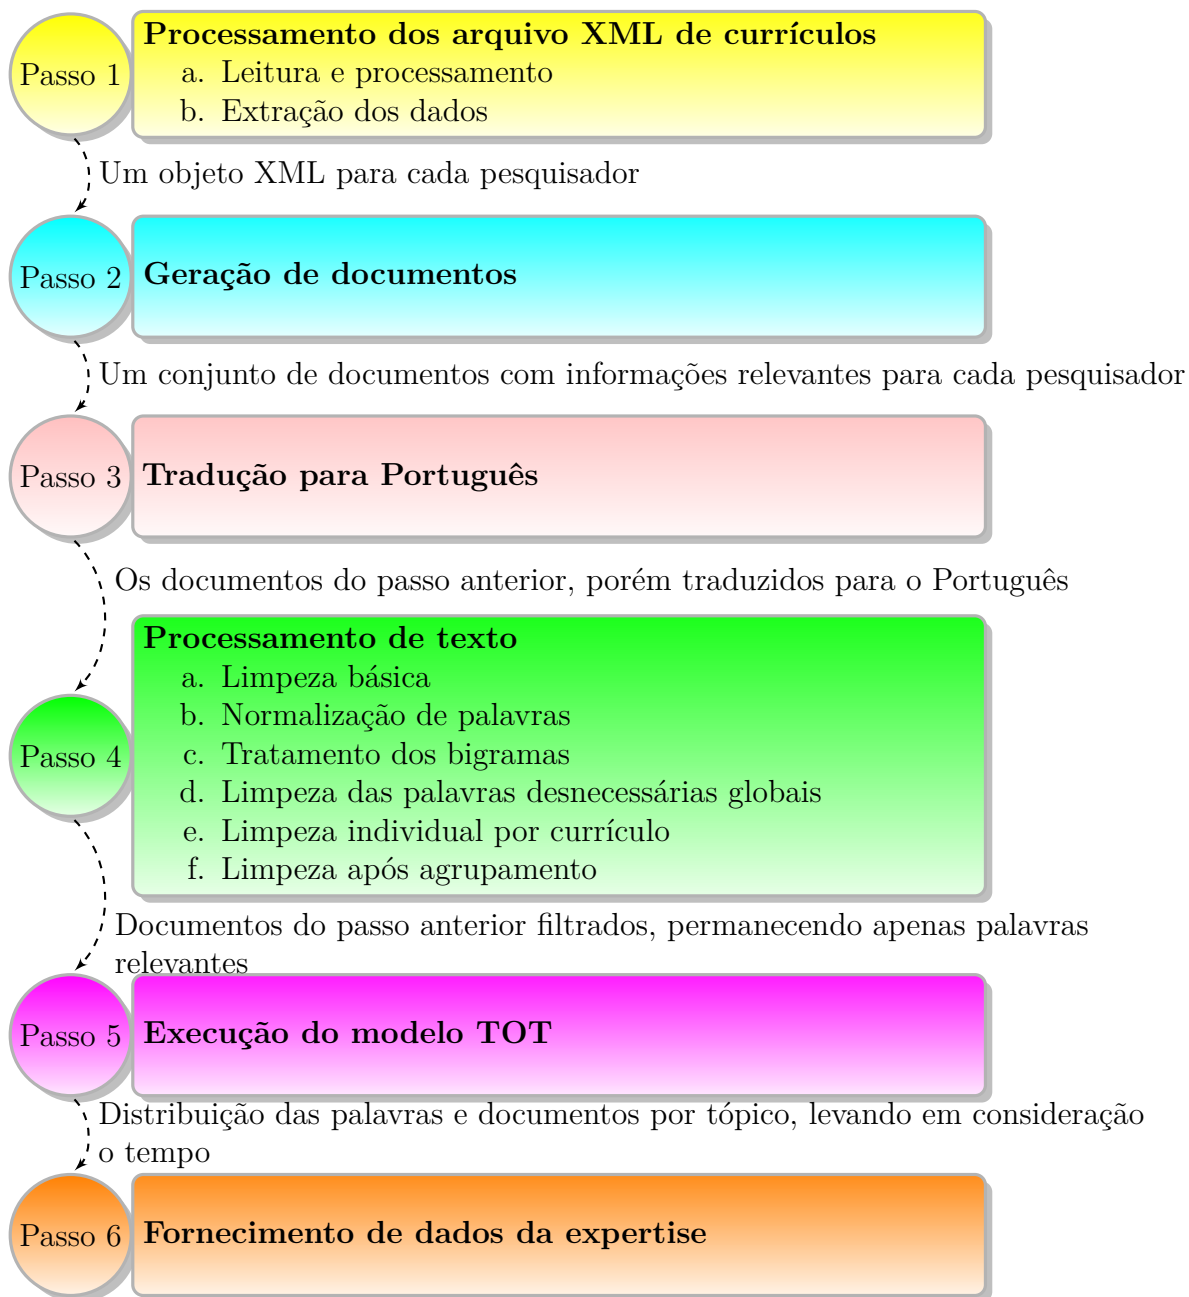 Passo 1
Processamento dos arquivo XML de currículos
a. Leitura e processamento
b. Extração dos dados
Um objeto XML para cada pesquisador
Passo 2
Geração de documentos
Um conjunto de documentos com informações relevantes para cada pesquisador
Passo 3
Tradução para Português
Os documentos do passo anterior, porém traduzidos para o Português
Passo 4
Processamento de texto
a. Limpeza básica
b. Normalização de palavras
c. Tratamento dos bigramas
d. Limpeza das palavras desnecessárias globais
e. Limpeza individual por currículo
f. Limpeza após agrupamento
Documentos do passo anterior filtrados, permanecendo apenas palavras
relevantes
Passo 5
Execução do modelo TOT
Distribuição das palavras e documentos por tópico, levando em consideração
o tempo
Passo 6
Fornecimento de dados da expertise